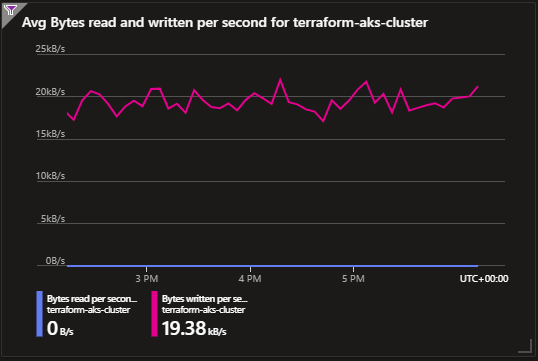 Avg Bytes read and written per second for terraform-aks-cluster
25kB/s
20kB/s
15kB/s
10kB/s
5kB/s
0B/s
3 PM 4 PM 5 PM UTC+00:00
Bytes read per secon... Bytes written per se...
terraform-aks-cluster terraform-aks-cluster
0 B/s 19.38 kB/s